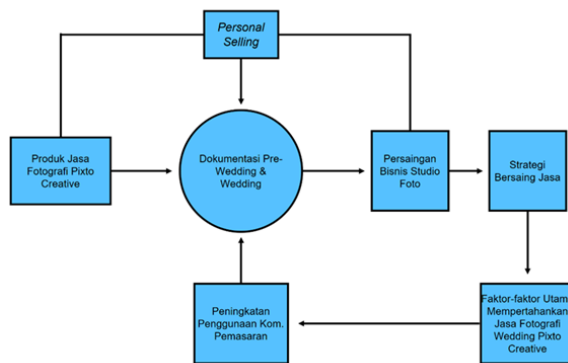 Personal
Selling
Produk Jasa
Fotografi Pixto
Creative
Dokumentasi Pre-
Wedding &
Wedding
Persaingan
Bisnis Studio
Foto
Strategi
Bersaing Jasa
Peningkatan
Penggunaan Kom.
Pemasaran
Faktor-faktor Utam
Mempertahankan
Jasa Fotografi
Wedding Pixto
Creative